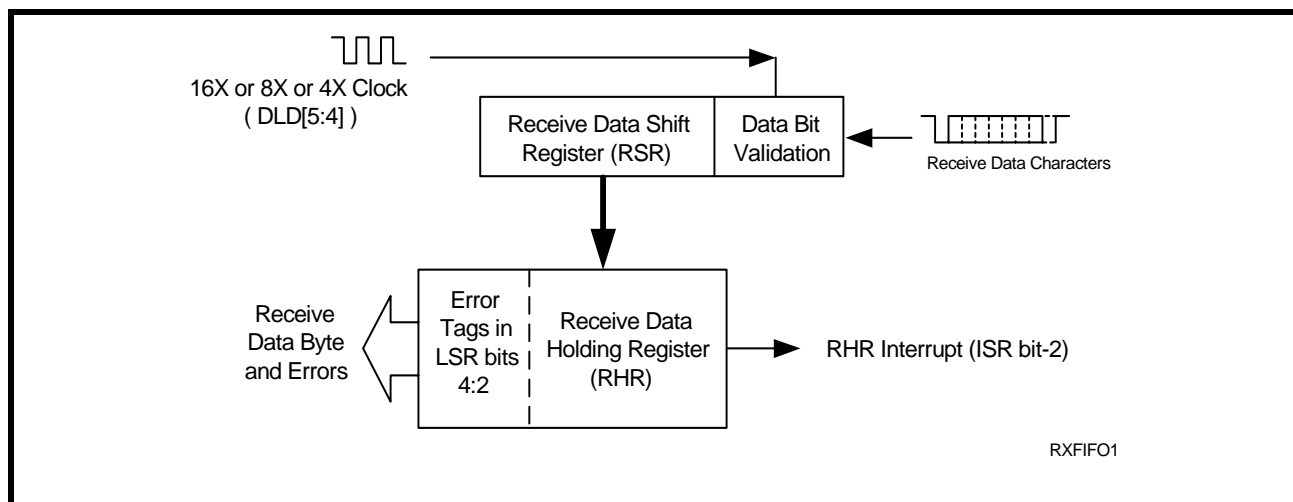 16X or 8X or 4X Clock
( DLD[5:4] )
Receive Data Shift
Register (RSR)
Data Bit
Validation
Receive Data Characters
Receive
Data Byte
and Errors
Error
Tags in
LSR bits
4:2
Receive Data
Holding Register
(RHR)
RHR Interrupt (ISR bit-2)
RXFIFO1